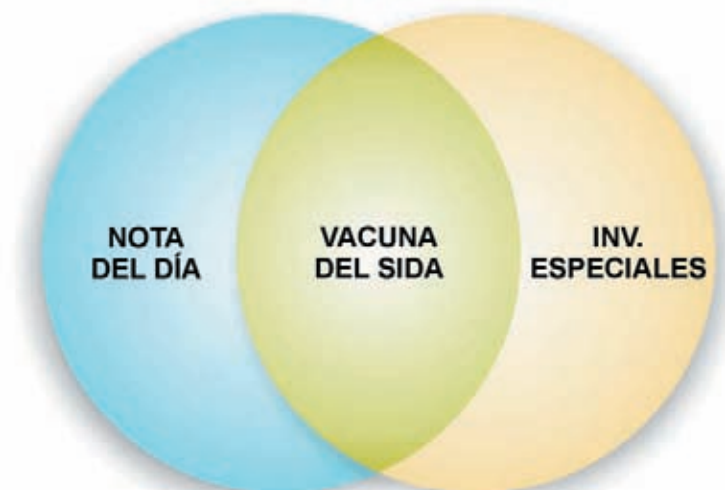 NOTA
DEL DÍA
VACUNA
DEL SIDA
INV.
ESPECIALES